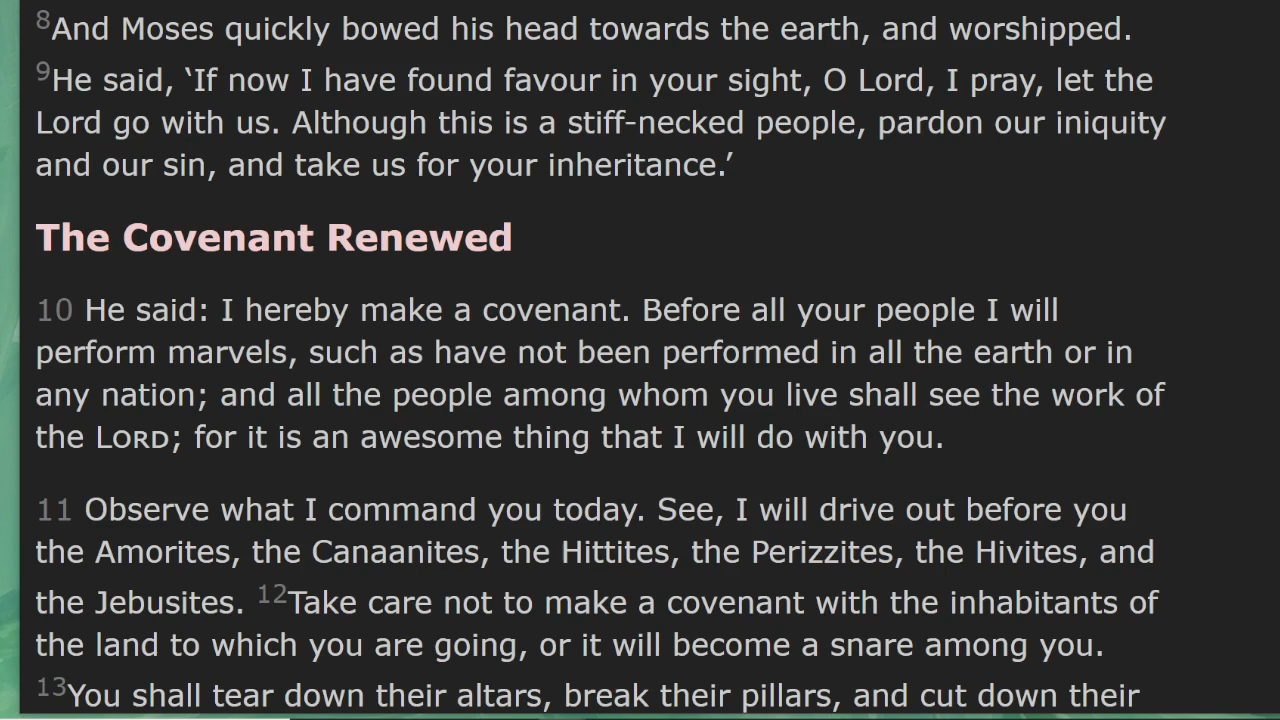 8And Moses quickly bowed his head towards the earth, and worshipped.
9He said, ‘If now I have found favour in your sight, O Lord, I pray, let the
Lord go with us. Although this is a stiff-necked people, pardon our iniquity
and our sin, and take us for your inheritance.’
The Covenant Renewed
10 He said: I hereby make a covenant. Before all your people I will
perform marvels, such as have not been performed in all the earth or in
any nation; and all the people among whom you live shall see the work of
the LORD; for it is an awesome thing that I will do with you.
11 Observe what I command you today. See, I will drive out before you
the Amorites, the Canaanites, the Hittites, the Perizzites, the Hivites, and
the Jebusites. 12Take care not to make a covenant with the inhabitants of
the land to which you are going, or it will become a snare among you.
13You shall tear down their altars, break their pillars, and cut down their